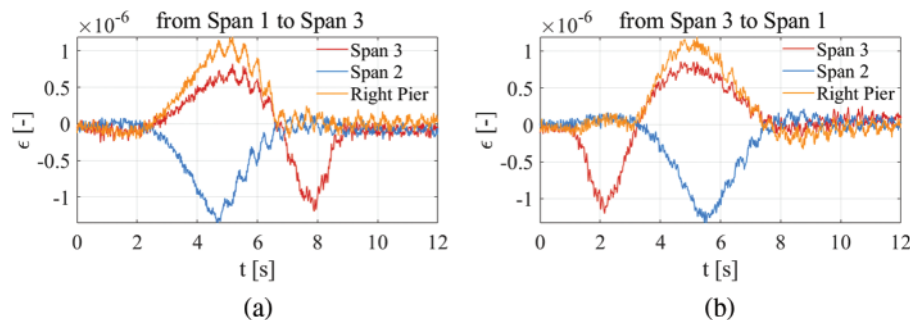 ×10⁻⁶ from Span 1 to Span 3
1
0.5
0
-0.5
-1
ϵ [-]
Span 3
Span 2
Right Pier
0 2 4 6 8 10 12
t [s]
(a)
×10⁻⁶ from Span 3 to Span 1
1
0.5
0
-0.5
-1
ϵ [-]
Span 3
Span 2
Right Pier
0 2 4 6 8 10 12
t [s]
(b)